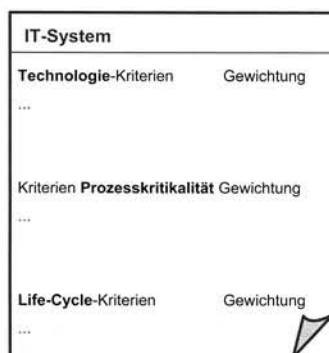 IT-System
Technologie-Kriterien Gewichtung
...
Kriterien Prozesskritikalität Gewichtung
...
Life-Cycle-Kriterien Gewichtung
...